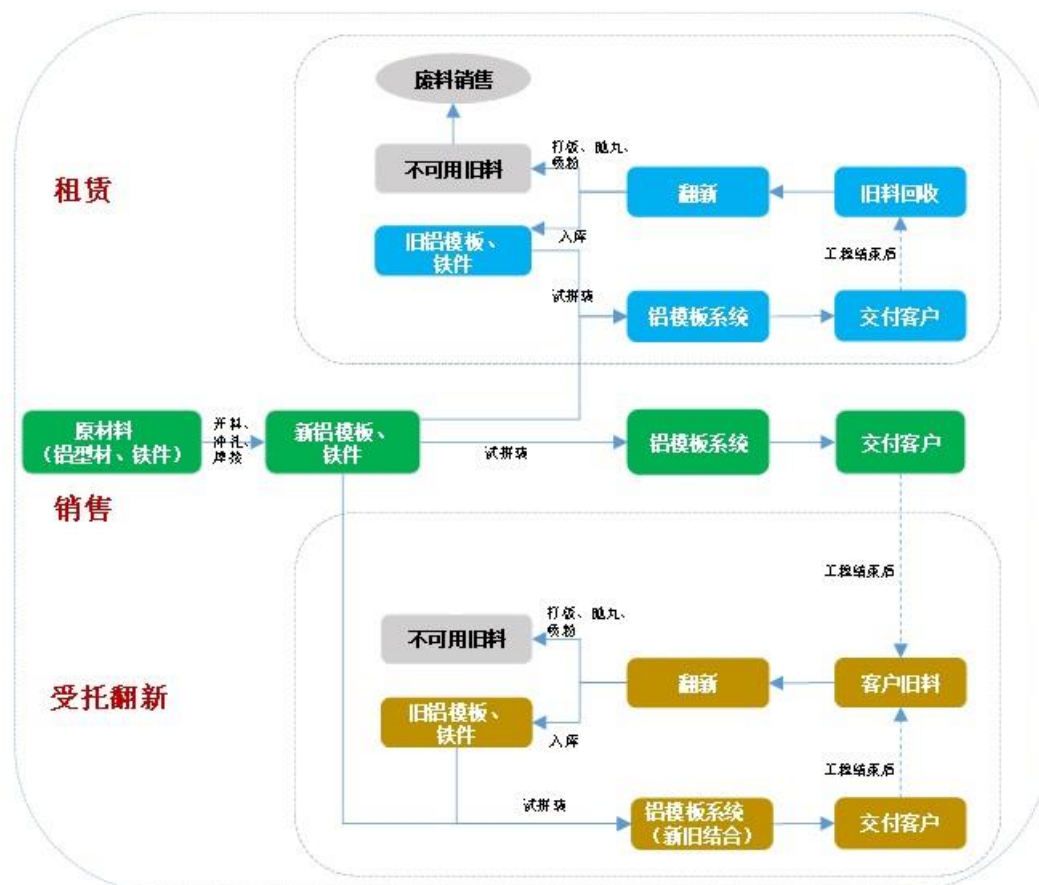 废料销售
打板、抛丸、
喷粉
不可用旧料
翻新
旧料回收
租赁
入库
旧铝模板、
铁件
工程结束后
试拼装
铝模板系统
交付客户
原材料
（铝型材、铁件）
开料、
冲孔、
焊接
新铝模板、
铁件
试拼装
铝模板系统
交付客户
销售
工程结束后
打板、抛丸、
喷粉
不可用旧料
翻新
客户旧料
受托翻新
旧铝模板、
铁件
入库
工程结束后
试拼装
铝模板系统
（新旧结合）
交付客户